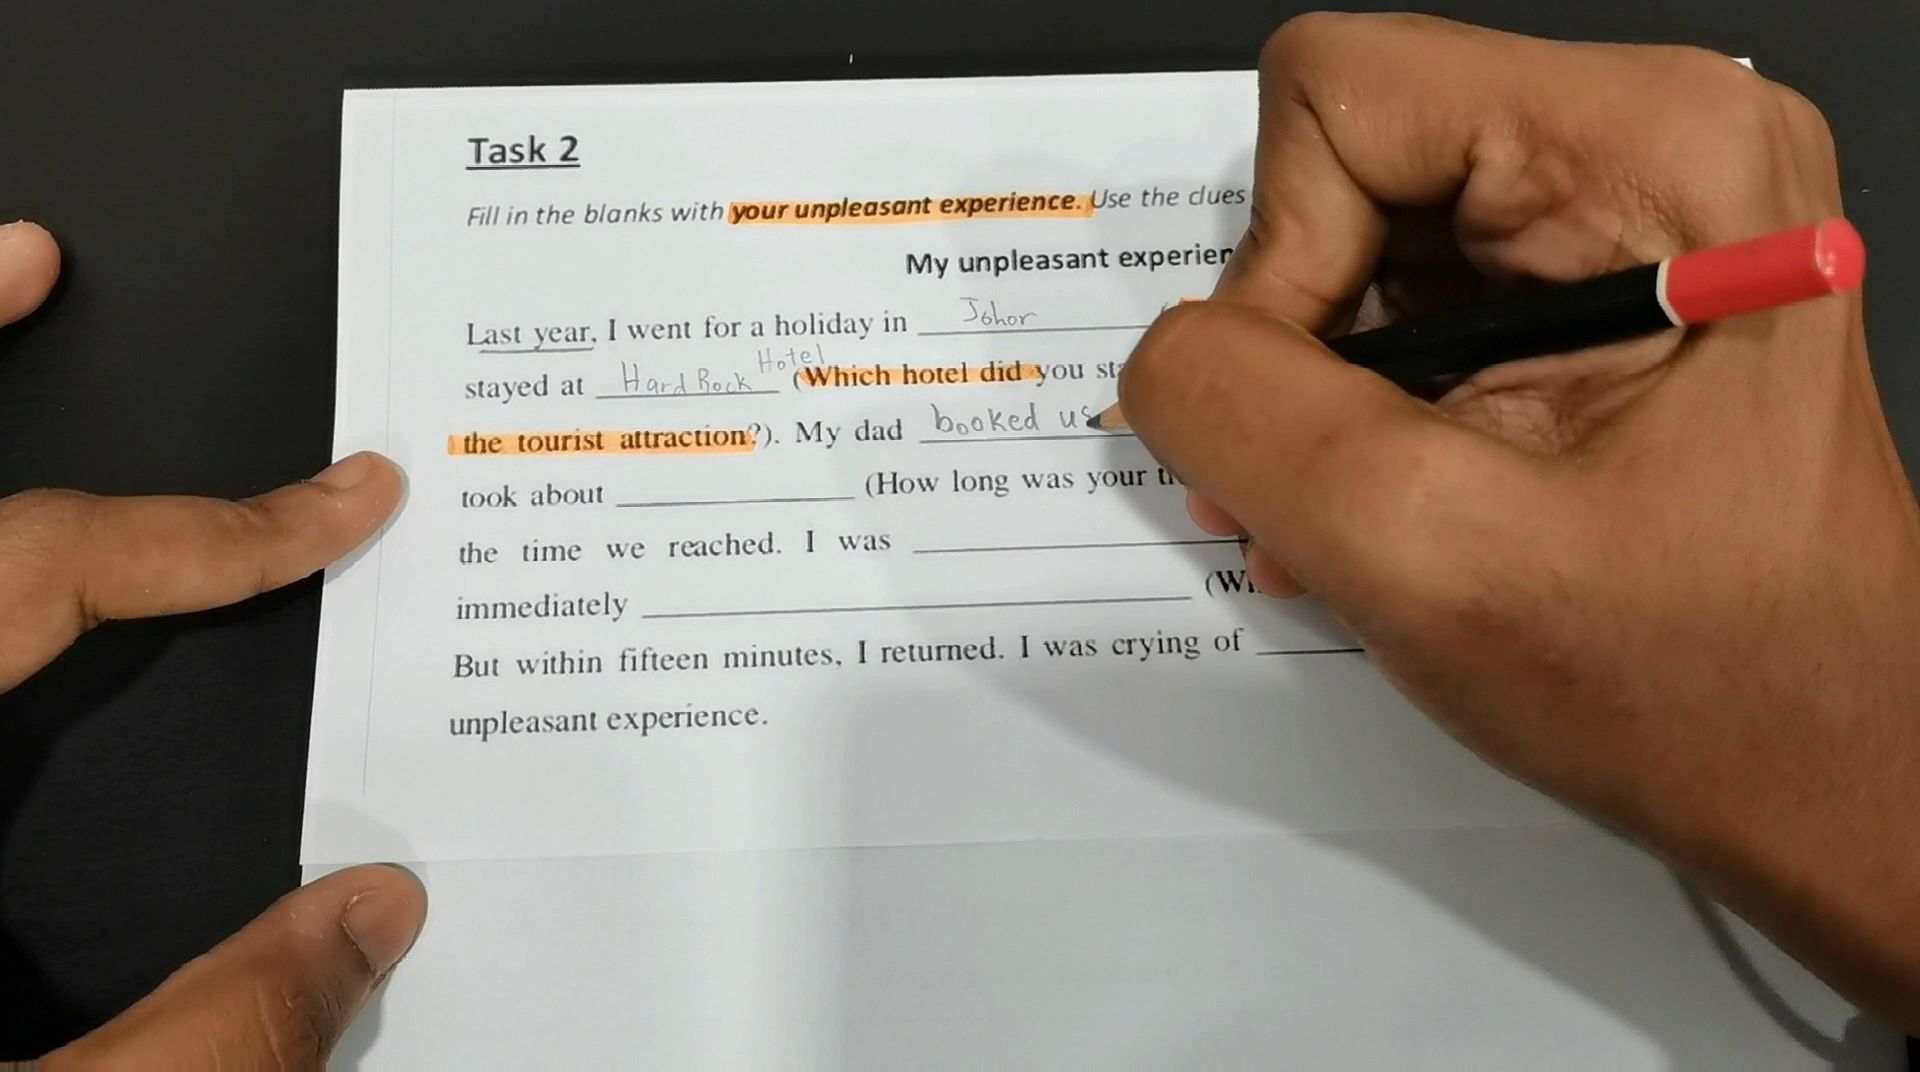 Task 2
Fill in the blanks with your unpleasant experience. Use the clues
My unpleasant
Last year, I went for a holiday in Johor
stayed at Hard Rock Hotel (Which hotel did you
the tourist attraction?). My dad booked us
took about (How long was your
the time we reached. I was
immediately
But within fifteen minutes, I returned. I was crying of
unpleasant experience.